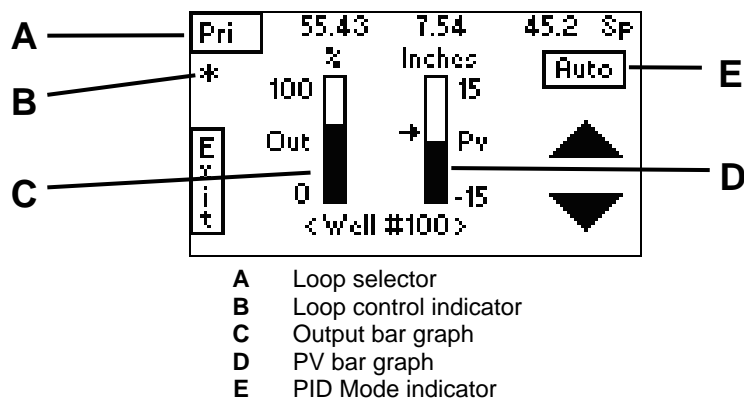 A
B
C
D
E
Pri 55.43 7.54 45.2 Sp
% Inches
* Auto
100 15
Out Pv
0 -15
Exit
<Well #100>
A Loop selector
B Loop control indicator
C Output bar graph
D PV bar graph
E PID Mode indicator